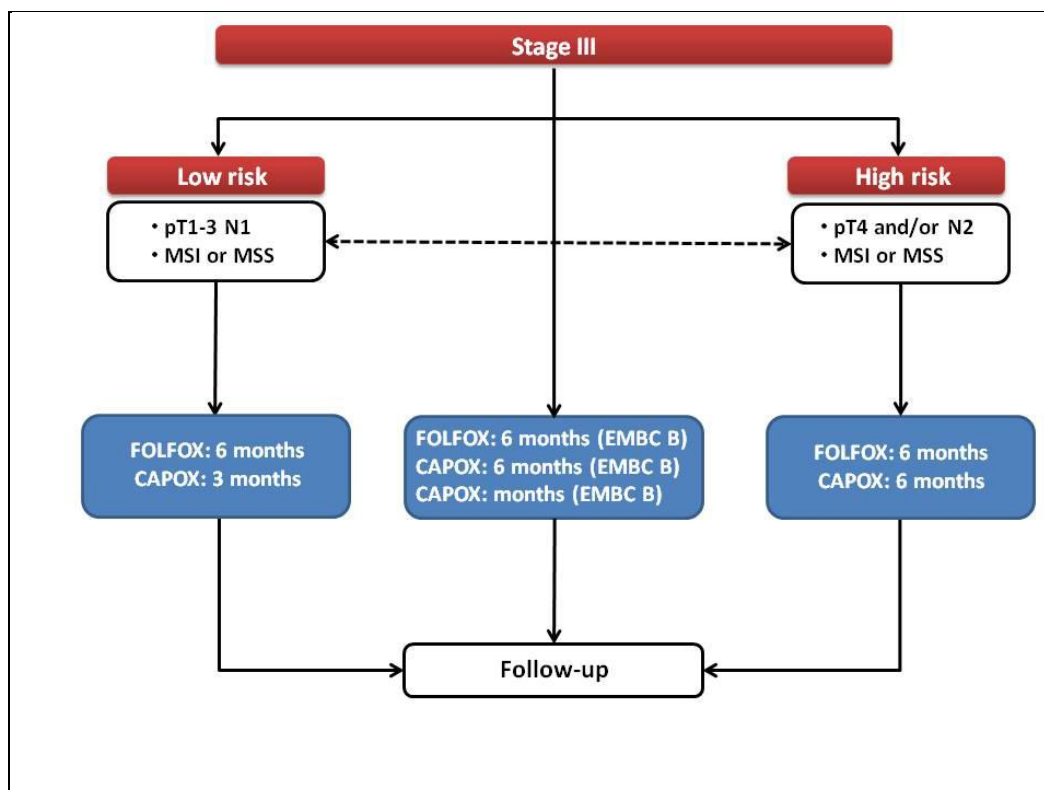 Stage III
Low risk
• pT1-3 N1
• MSI or MSS
High risk
• pT4 and/or N2
• MSI or MSS
FOLFOX: 6 months
CAPOX: 3 months
FOLFOX: 6 months (EMBC B)
CAPOX: 6 months (EMBC B)
CAPOX: months (EMBC B)
FOLFOX: 6 months
CAPOX: 6 months
Follow-up